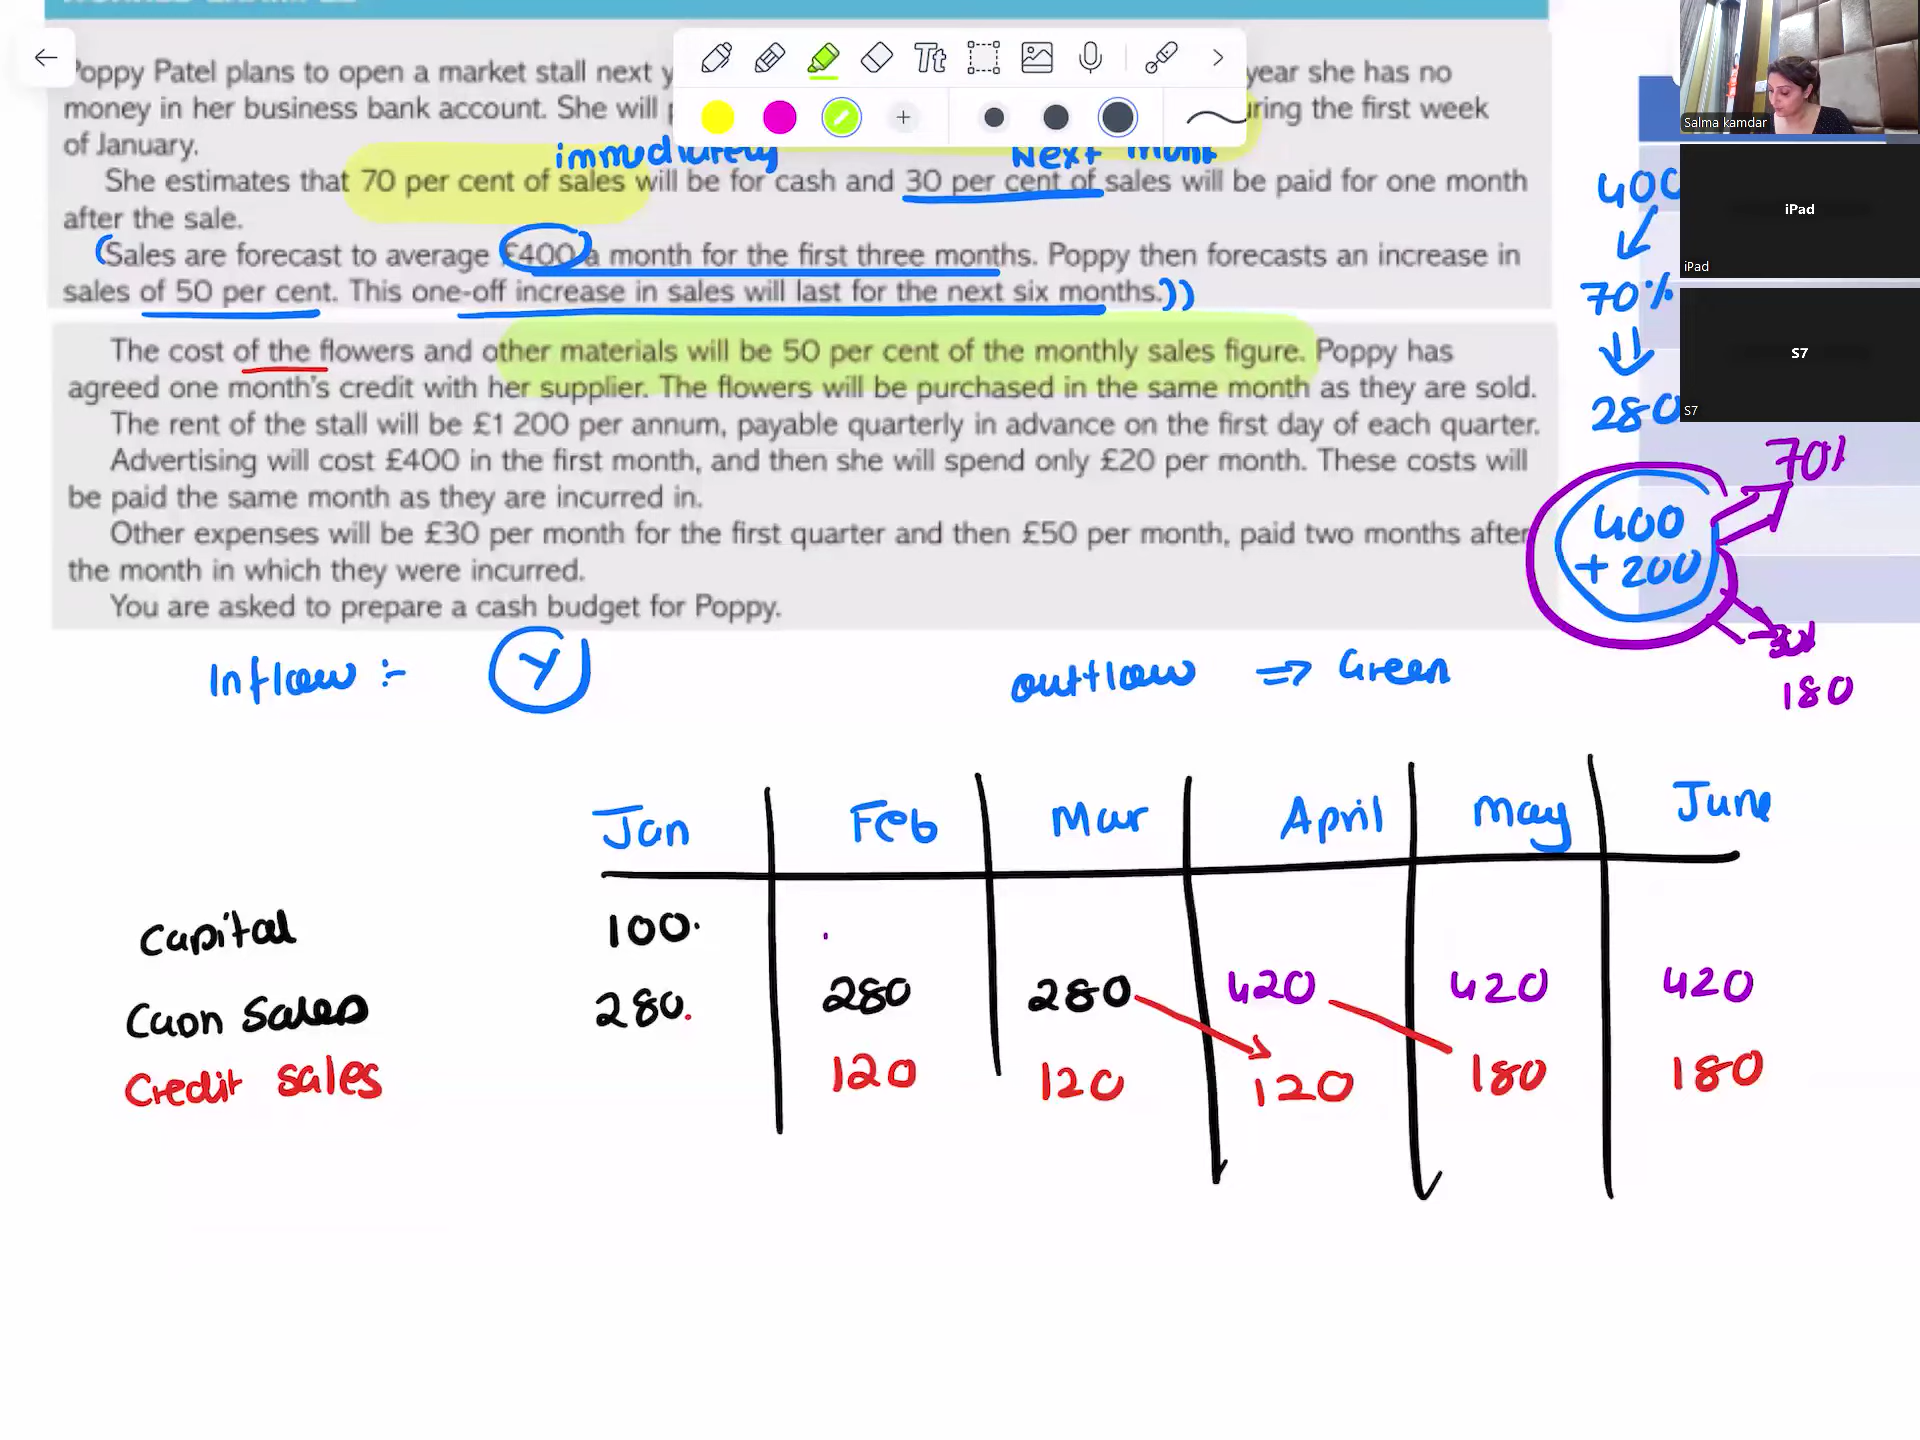 Poppy Patel plans to open a market stall next y year she has no
money in her business bank account. She will p uring the first week
of January.
immediately Next month
She estimates that 70 per cent of sales will be for cash and 30 per cent of sales will be paid for one month
after the sale.
(Sales are forecast to average £400 a month for the first three months. Poppy then forecasts an increase in
sales of 50 per cent. This one-off increase in sales will last for the next six months.))
The cost of the flowers and other materials will be 50 per cent of the monthly sales figure. Poppy has
agreed one month's credit with her supplier. The flowers will be purchased in the same month as they are sold.
The rent of the stall will be £1 200 per annum, payable quarterly in advance on the first day of each quarter.
Advertising will cost £400 in the first month, and then she will spend only £20 per month. These costs will
be paid the same month as they are incurred in.
Other expenses will be £30 per month for the first quarter and then £50 per month, paid two months after
the month in which they were incurred.
You are asked to prepare a cash budget for Poppy.
Tt
Salma kamdar
iPad
iPad
S7
S7
400
70%
280
70%
400
+ 200
180
Inflow :- Y outflow ⇒ Green
Jan Feb Mar April May June
Capital 100.
Cash sales 280. 280 280 420 420 420
Credit sales 120 120 120 180 180